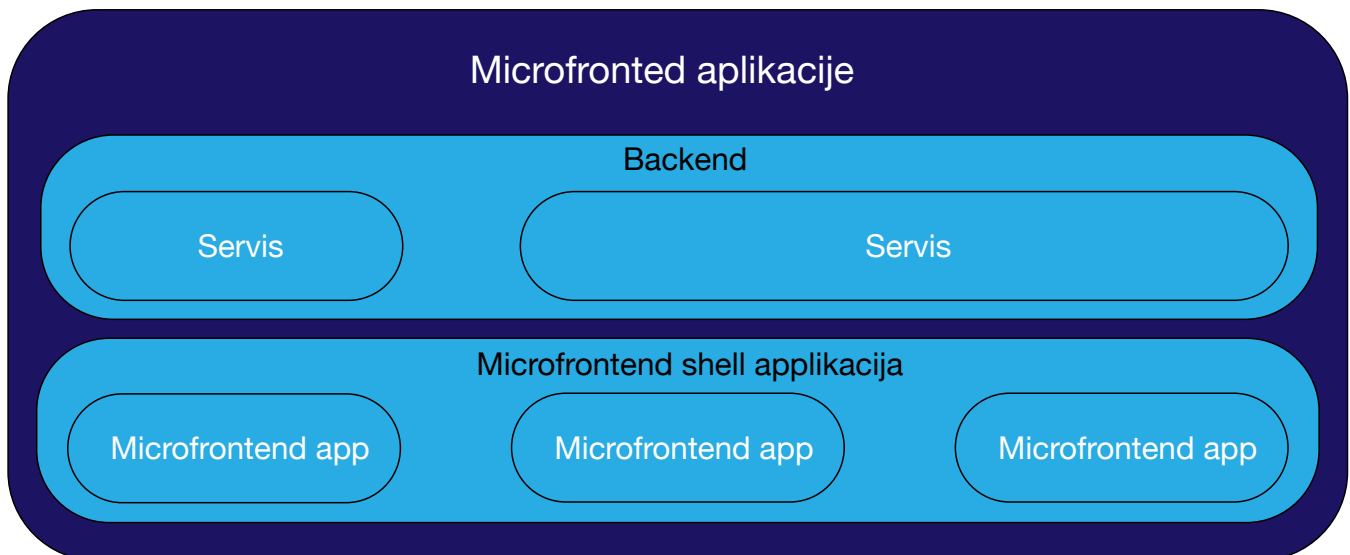 Microfronted aplikacije
Backend
Servis
Servis
Microfrontend shell applikacija
Microfrontend app
Microfrontend app
Microfrontend app